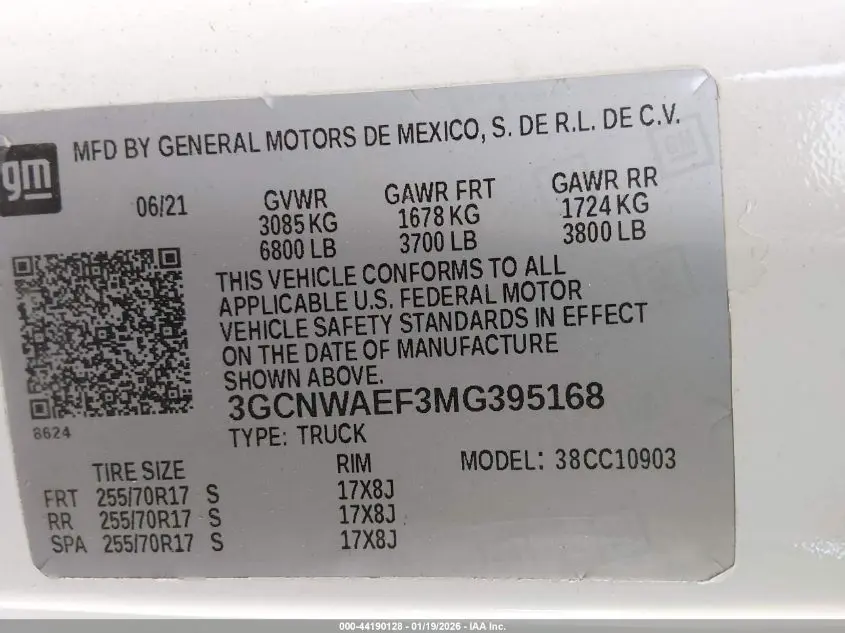 gm
MFD BY GENERAL MOTORS DE MEXICO, S. DE R.L. DE C.V.
06/21
GVWR GAWR FRT GAWR RR
3085 KG 1678 KG 1724 KG
6800 LB 3700 LB 3800 LB
THIS VEHICLE CONFORMS TO ALL
APPLICABLE U.S. FEDERAL MOTOR
VEHICLE SAFETY STANDARDS IN EFFECT
ON THE DATE OF MANUFACTURE
SHOWN ABOVE.
3GCNWAEF3MG395168
8624
TYPE: TRUCK
TIRE SIZE RIM MODEL: 38CC10903
FRT 255/70R17 S 17X8J
RR 255/70R17 S 17X8J
SPA 255/70R17 S 17X8J
000-44190128 - 01/19/2026 - IAA Inc.